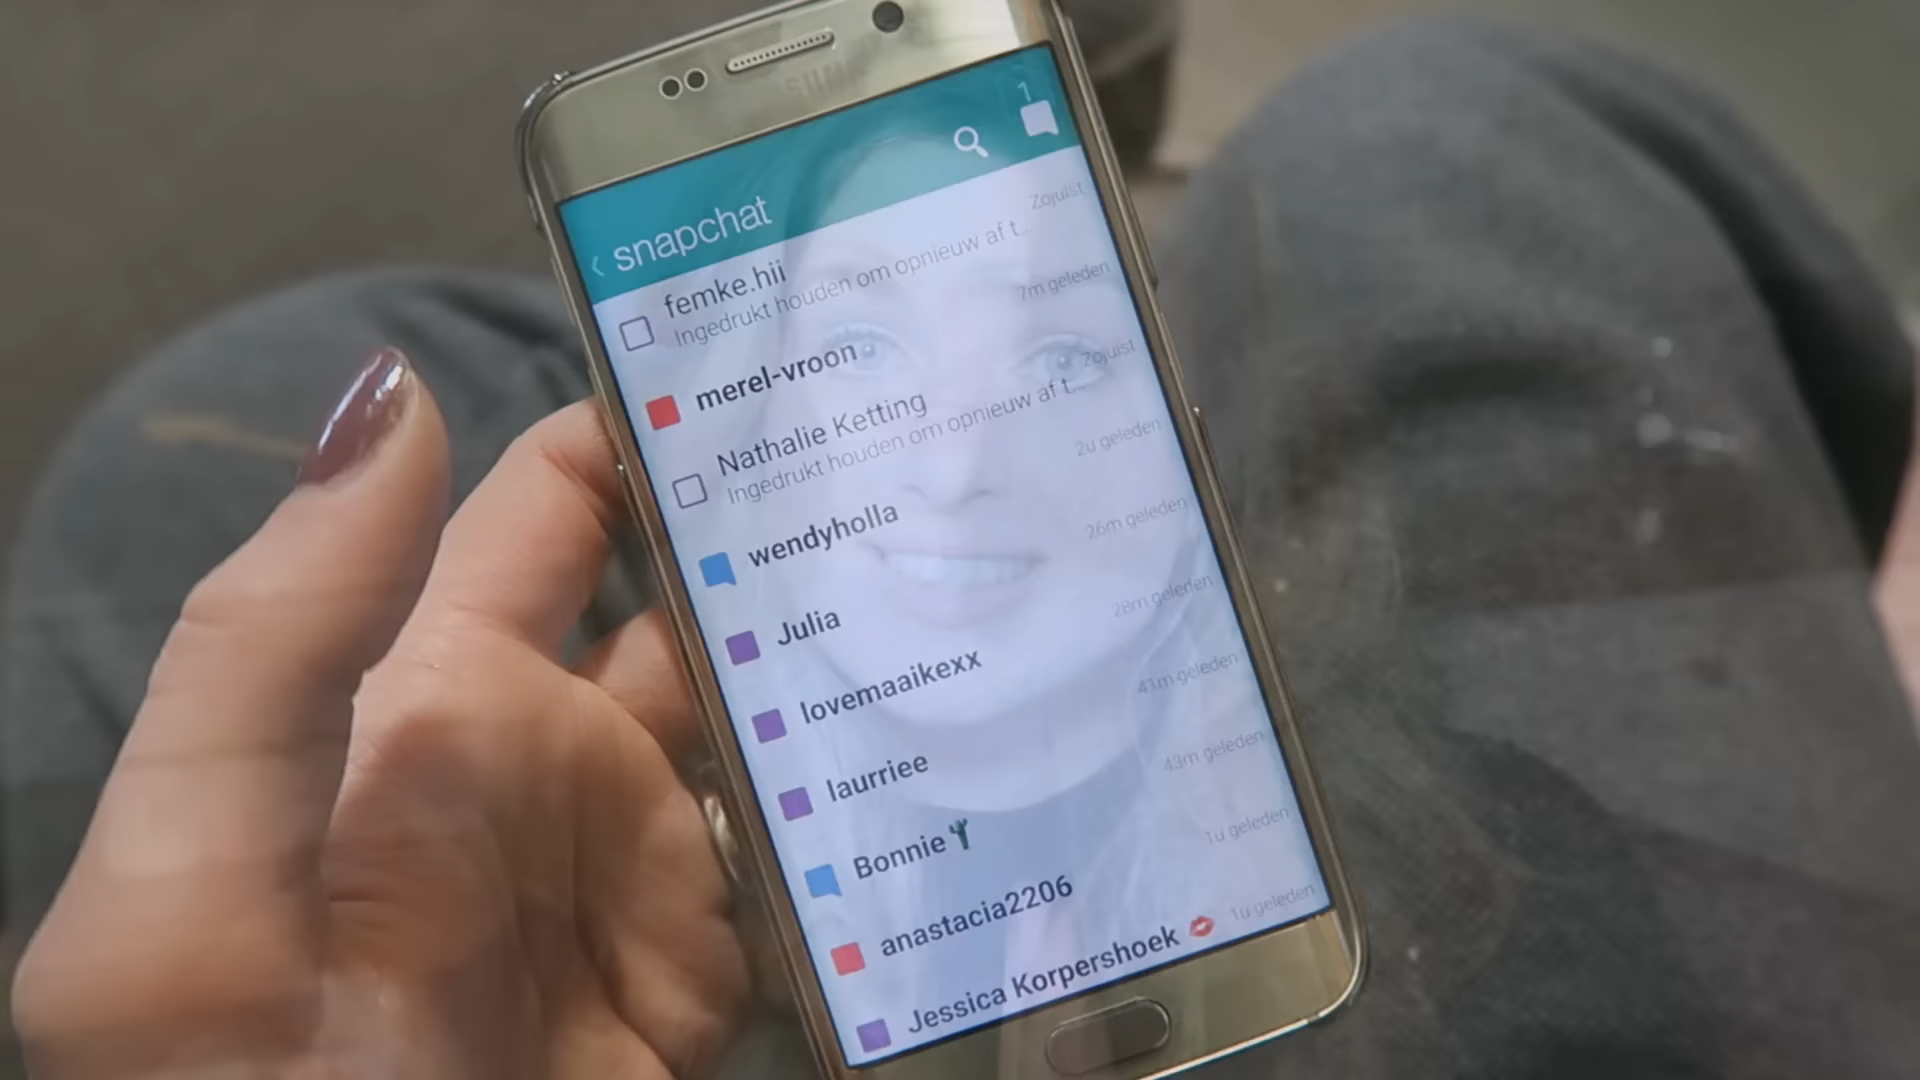 SAMSUNG
1
snapchat
Zojuist
femke.hii
Ingedrukt houden om opnieuw af t...
7m geleden
merel-vroon
Zojuist
Nathalie Ketting
Ingedrukt houden om opnieuw af t...
2u geleden
wendyholla
26m geleden
Julia
28m geleden
lovemaaikexx
41m geleden
laurriee
43m geleden
Bonnie🌵
1u geleden
anastacia2206
1u geleden
Jessica Korpershoek 💋